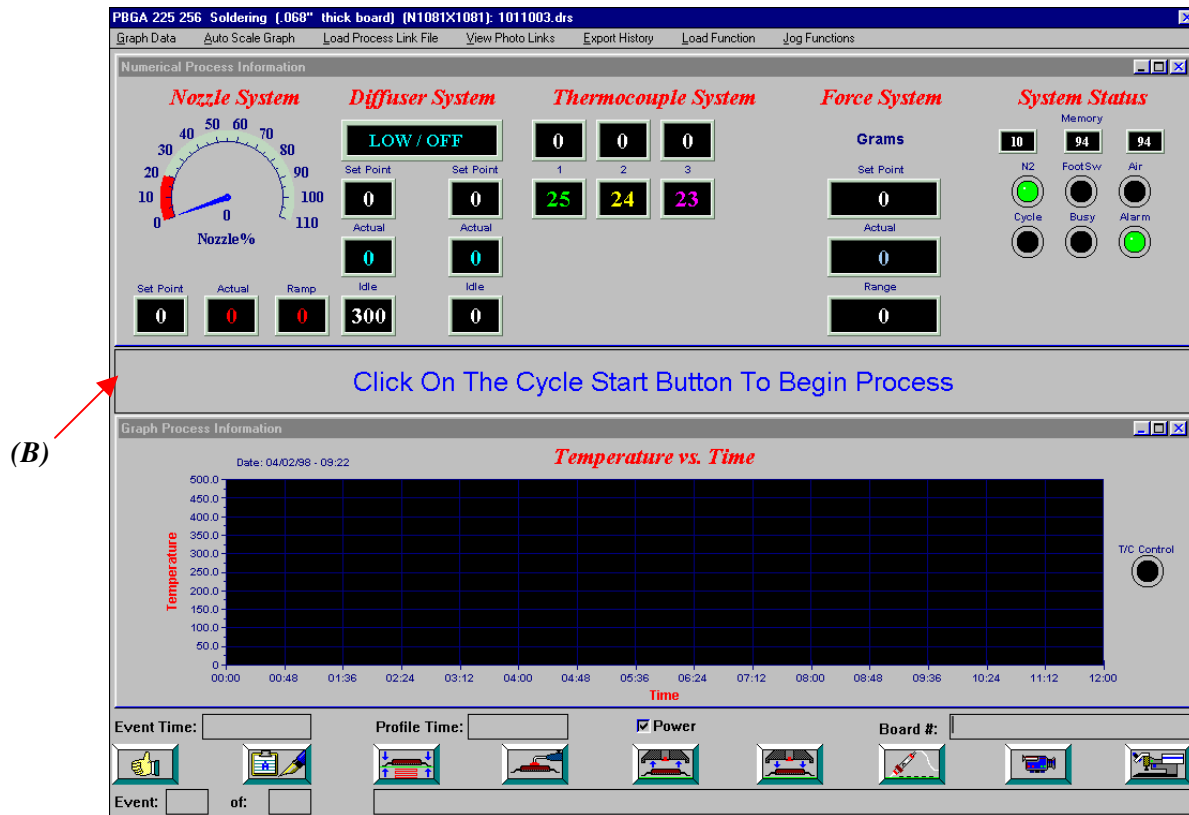 PBGA 225 256 Soldering (.068" thick board) (N1081X1081): 1011003.drs
Graph Data Auto Scale Graph Load Process Link File View Photo Links Export History Load Function Jog Functions
Numerical Process Information
Nozzle System Diffuser System Thermocouple System Force System System Status
0 10 20 30 40 50 60 70 80 90 100 110
0
Nozzle%
Set Point Actual Ramp
0 0 0
LOW / OFF
Set Point Set Point
0 0
Actual Actual
0 0
Idle Idle
300 0
0 0 0
1 2 3
25 24 23
Grams
Set Point
0
Actual
0
Range
0
Memory
10 94 94
N2 FootSw Air
Cycle Busy Alarm
Click On The Cycle Start Button To Begin Process
(B)
Graph Process Information
Date: 04/02/98 - 09:22
Temperature vs. Time
500.0
450.0
400.0
350.0
300.0
250.0
200.0
150.0
100.0
50.0
0
Temperature
T/C Control
00:00 00:48 01:36 02:24 03:12 04:00 04:48 05:36 06:24 07:12 08:00 08:48 09:36 10:24 11:12 12:00
Time
Event Time: Profile Time: Power Board #:
Event: of: